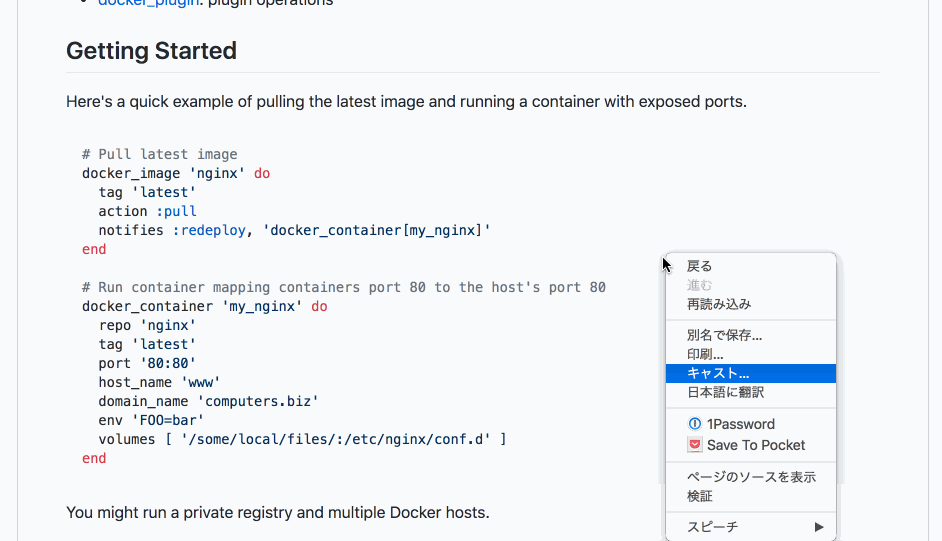 docker_plugin: plugin operations
Getting Started
Here's a quick example of pulling the latest image and running a container with exposed ports.
# Pull latest image
docker_image 'nginx' do
  tag 'latest'
  action :pull
  notifies :redeploy, 'docker_container[my_nginx]'
end
# Run container mapping containers port 80 to the host's port 80
docker_container 'my_nginx' do
  repo 'nginx'
  tag 'latest'
  port '80:80'
  host_name 'www'
  domain_name 'computers.biz'
  env 'FOO=bar'
  volumes [ '/some/local/files/:/etc/nginx/conf.d' ]
end
You might run a private registry and multiple Docker hosts.
戻る
進む
再読み込み
別名で保存...
印刷...
キャスト...
日本語に翻訳
1Password
Save To Pocket
ページのソースを表示
検証
スピーチ